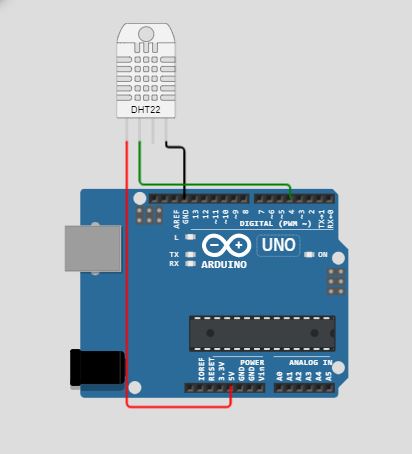 DHT22
AREF
GND
13
12
~11
~10
~9
8
7
~6
~5
4
~3
2
TX→1
RX←0
DIGITAL (PWM ~)
L
TX
RX
UNO
ON
ARDUINO
IOREF
RESET
3.3V
5V
GND
GND
Vin
POWER
ANALOG IN
A0
A1
A2
A3
A4
A5